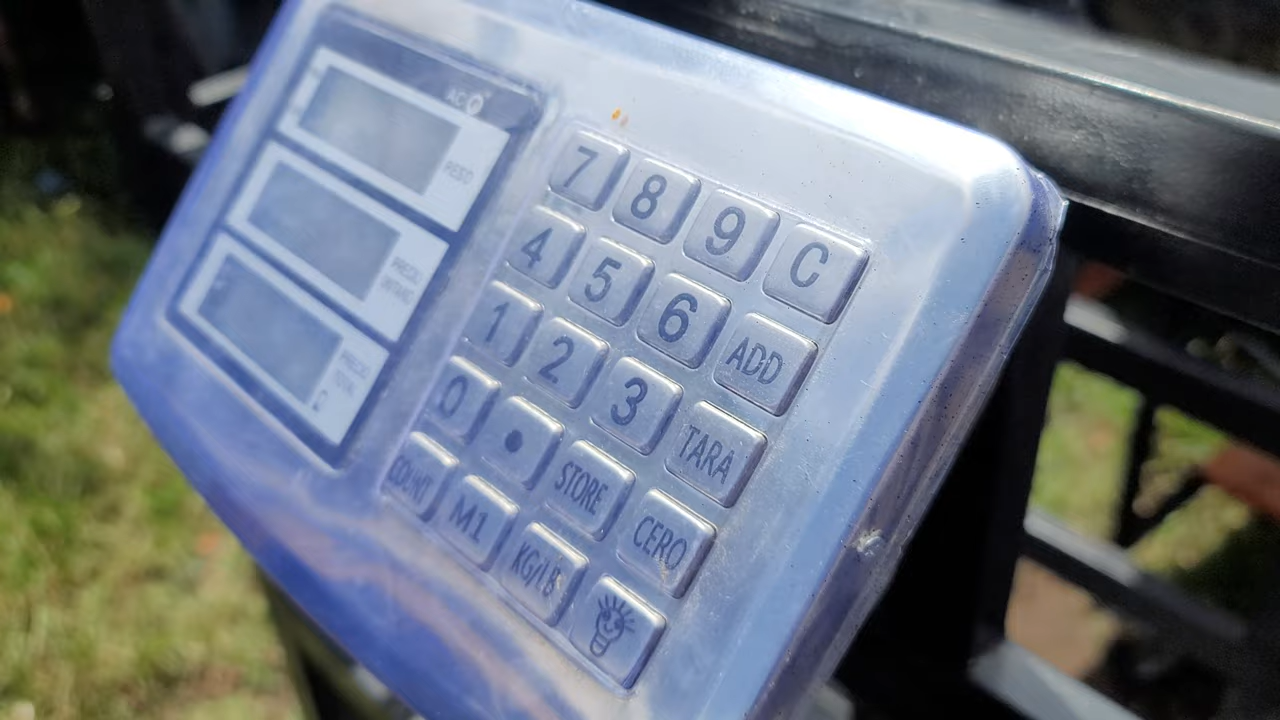 AC
PESO
PRECIO
UNITARIO
PRECIO
TOTAL
7 8 9 C
4 5 6 ADD
1 2 3 TARA
0 • STORE CERO
COUNT M1 KG/LB